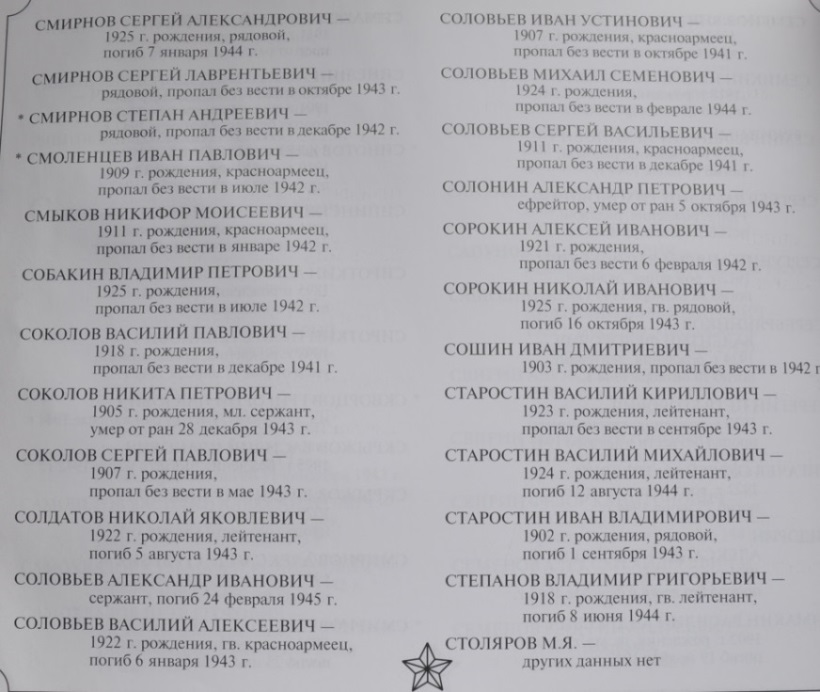 СМИРНОВ СЕРГЕЙ АЛЕКСАНДРОВИЧ —
1925 г. рождения, рядовой,
погиб 7 января 1944 г.
СМИРНОВ СЕРГЕЙ ЛАВРЕНТЬЕВИЧ —
рядовой, пропал без вести в октябре 1943 г.
* СМИРНОВ СТЕПАН АНДРЕЕВИЧ —
рядовой, пропал без вести в декабре 1942 г.
* СМОЛЕНЦЕВ ИВАН ПАВЛОВИЧ —
1909 г. рождения, красноармеец,
пропал без вести в июле 1942 г.
СМЫКОВ НИКИФОР МОИСЕЕВИЧ —
1911 г. рождения, красноармеец,
пропал без вести в январе 1942 г.
СОБАКИН ВЛАДИМИР ПЕТРОВИЧ —
1925 г. рождения,
пропал без вести в июле 1942 г.
СОКОЛОВ ВАСИЛИЙ ПАВЛОВИЧ —
1918 г. рождения,
пропал без вести в декабре 1941 г.
СОКОЛОВ НИКИТА ПЕТРОВИЧ —
1905 г. рождения, мл. сержант,
умер от ран 28 декабря 1943 г.
СОКОЛОВ СЕРГЕЙ ПАВЛОВИЧ —
1907 г. рождения,
пропал без вести в мае 1943 г.
СОЛДАТОВ НИКОЛАЙ ЯКОВЛЕВИЧ —
1922 г. рождения, лейтенант,
погиб 5 августа 1943 г.
СОЛОВЬЕВ АЛЕКСАНДР ИВАНОВИЧ —
сержант, погиб 24 февраля 1945 г.
СОЛОВЬЕВ ВАСИЛИЙ АЛЕКСЕЕВИЧ —
1922 г. рождения, гв. красноармеец,
погиб 6 января 1943 г.
СОЛОВЬЕВ ИВАН УСТИНОВИЧ —
1907 г. рождения, красноармеец,
пропал без вести в октябре 1941 г.
СОЛОВЬЕВ МИХАИЛ СЕМЕНОВИЧ —
1924 г. рождения,
пропал без вести в феврале 1944 г.
СОЛОВЬЕВ СЕРГЕЙ ВАСИЛЬЕВИЧ —
1911 г. рождения, красноармеец,
пропал без вести в декабре 1941 г.
СОЛОНИН АЛЕКСАНДР ПЕТРОВИЧ —
ефрейтор, умер от ран 5 октября 1943 г.
СОРОКИН АЛЕКСЕЙ ИВАНОВИЧ —
1921 г. рождения,
пропал без вести 6 февраля 1942 г.
СОРОКИН НИКОЛАЙ ИВАНОВИЧ —
1925 г. рождения, гв. рядовой,
погиб 16 октября 1943 г.
СОШИН ИВАН ДМИТРИЕВИЧ —
1903 г. рождения, пропал без вести в 1942 г
СТАРОСТИН ВАСИЛИЙ КИРИЛЛОВИЧ —
1923 г. рождения, лейтенант,
пропал без вести в сентябре 1943 г.
СТАРОСТИН ВАСИЛИЙ МИХАЙЛОВИЧ —
1924 г. рождения, лейтенант,
погиб 12 августа 1944 г.
СТАРОСТИН ИВАН ВЛАДИМИРОВИЧ —
1902 г. рождения, рядовой,
погиб 1 сентября 1943 г.
СТЕПАНОВ ВЛАДИМИР ГРИГОРЬЕВИЧ —
1918 г. рождения, гв. лейтенант,
погиб 8 июня 1944 г.
СТОЛЯРОВ М.Я. —
других данных нет